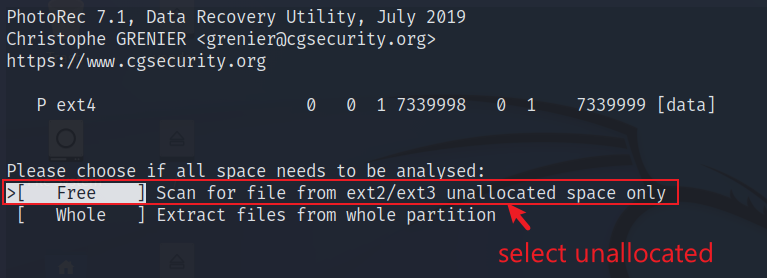 PhotoRec 7.1, Data Recovery Utility, July 2019
Christophe GRENIER <grenier@cgsecurity.org>
https://www.cgsecurity.org
P ext4 0 0 1 7339998 0 1 7339999 [data]
Please choose if all space needs to be analysed:
>[ Free ] Scan for file from ext2/ext3 unallocated space only
[ Whole ] Extract files from whole partition
select unallocated